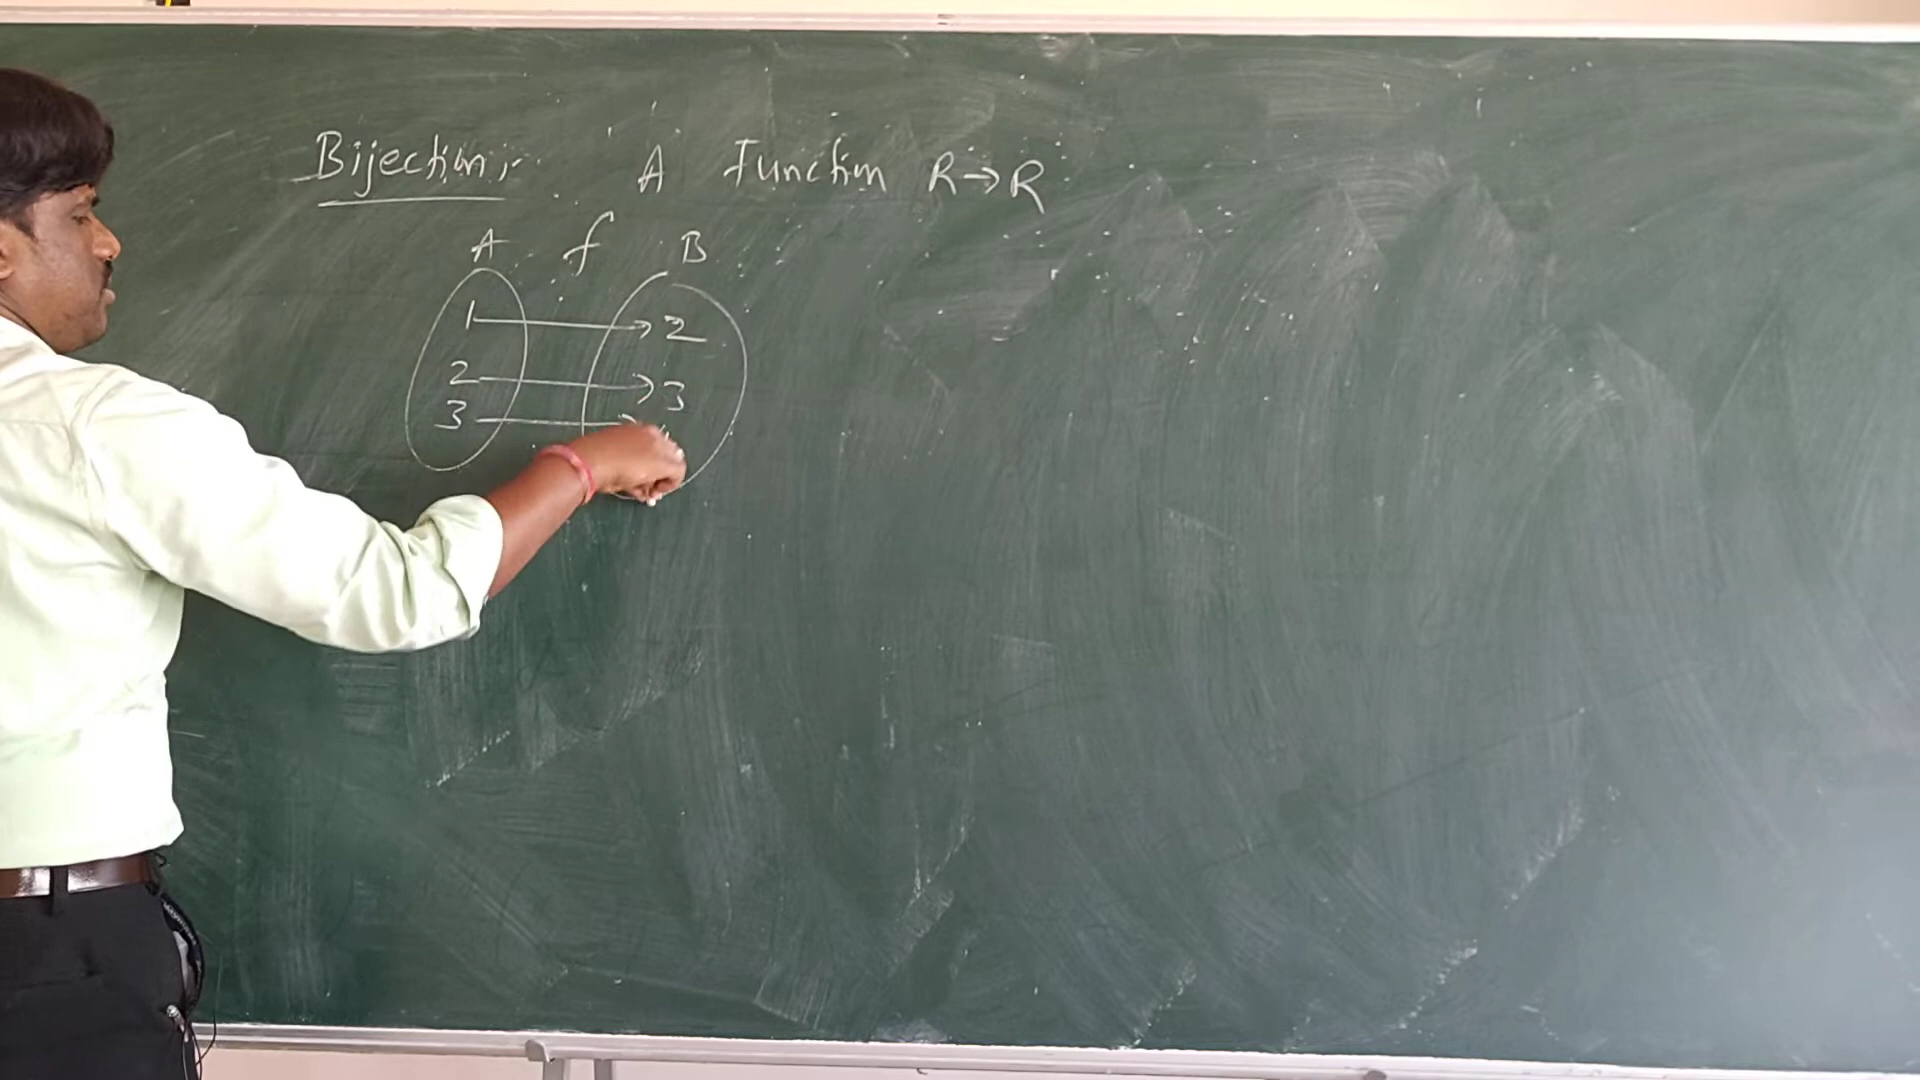 Bijection:- A Function R→R
A f B
1 → 2
2 → 3
3 →